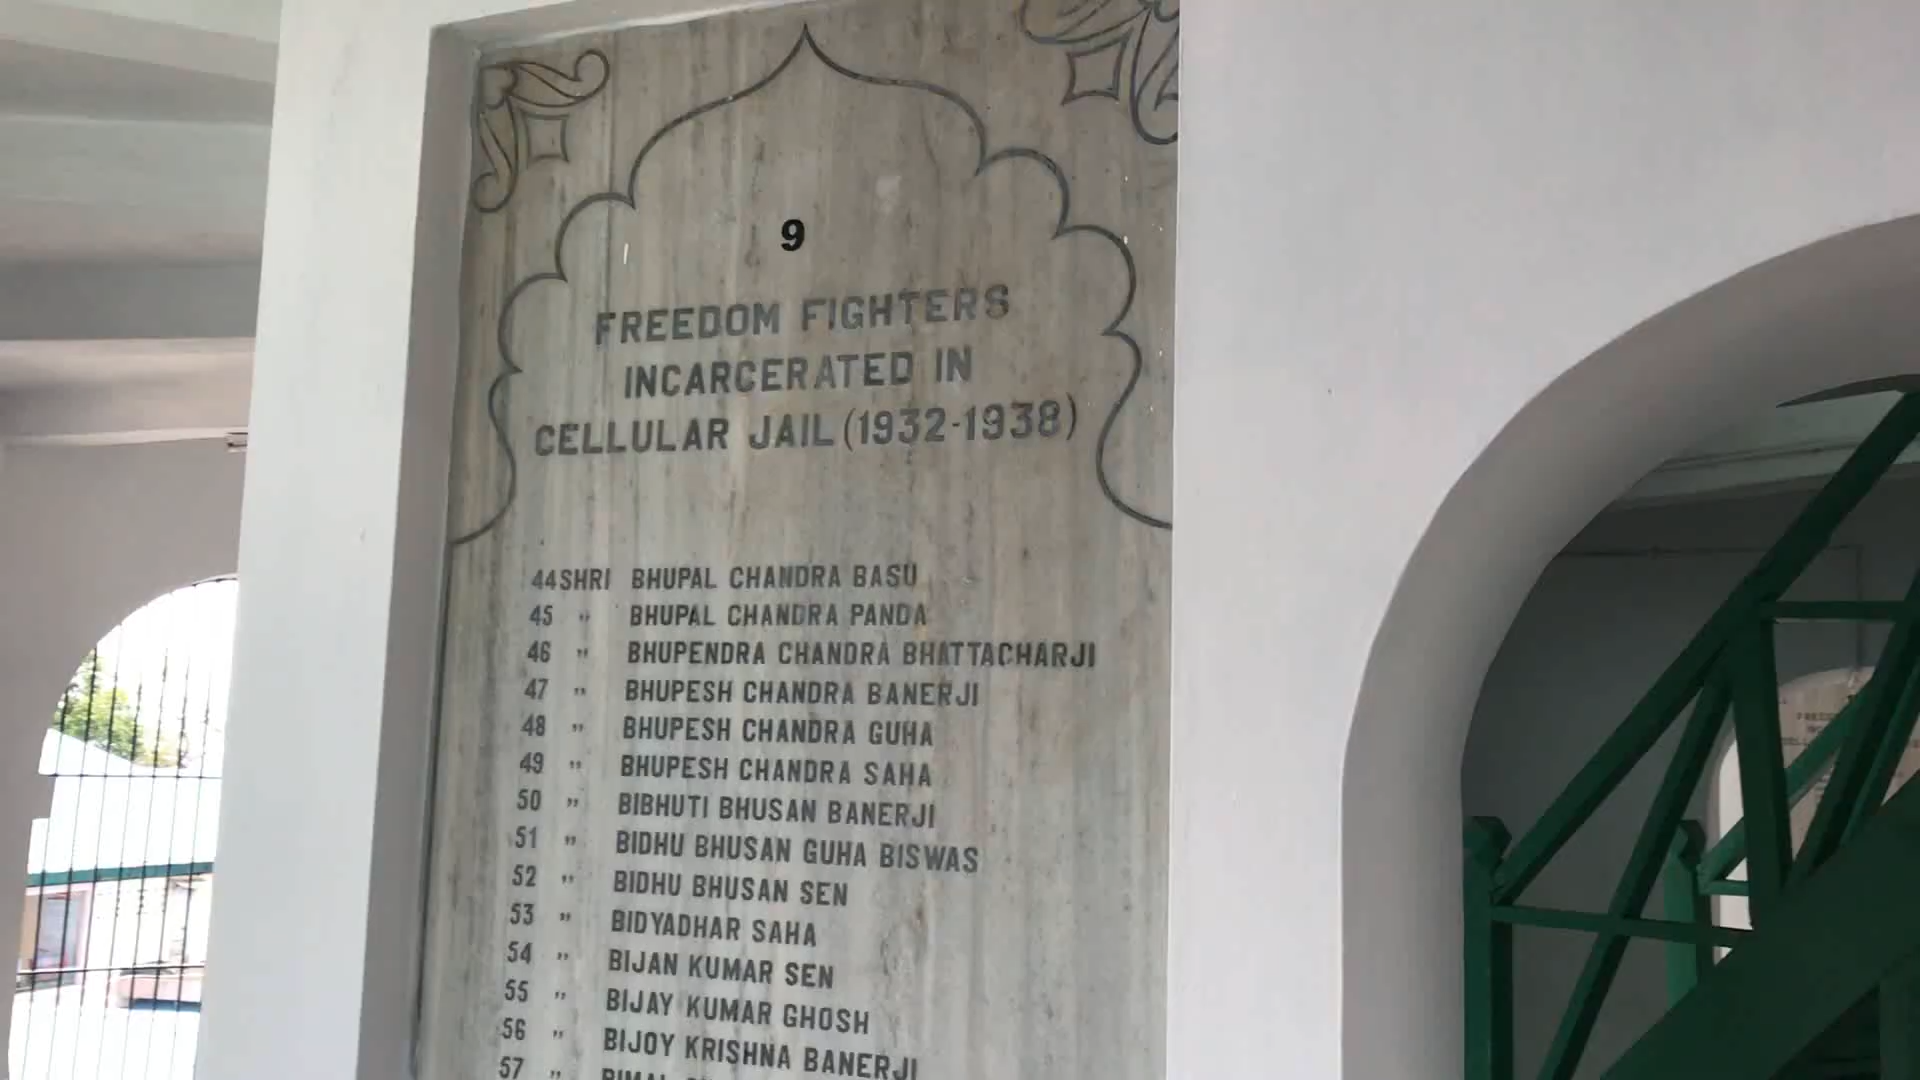 9
FREEDOM FIGHTERS
INCARCERATED IN
CELLULAR JAIL (1932-1938)
44 SHRI BHUPAL CHANDRA BASU
45 " BHUPAL CHANDRA PANDA
46 " BHUPENDRA CHANDRA BHATTACHARJI
47 " BHUPESH CHANDRA BANERJI
48 " BHUPESH CHANDRA GUHA
49 " BHUPESH CHANDRA SAHA
50 " BIBHUTI BHUSAN BANERJI
51 " BIDHU BHUSAN GUHA BISWAS
52 " BIDHU BHUSAN SEN
53 " BIDYADHAR SAHA
54 " BIJAN KUMAR SEN
55 " BIJAY KUMAR GHOSH
56 " BIJOY KRISHNA BANERJI
57 "